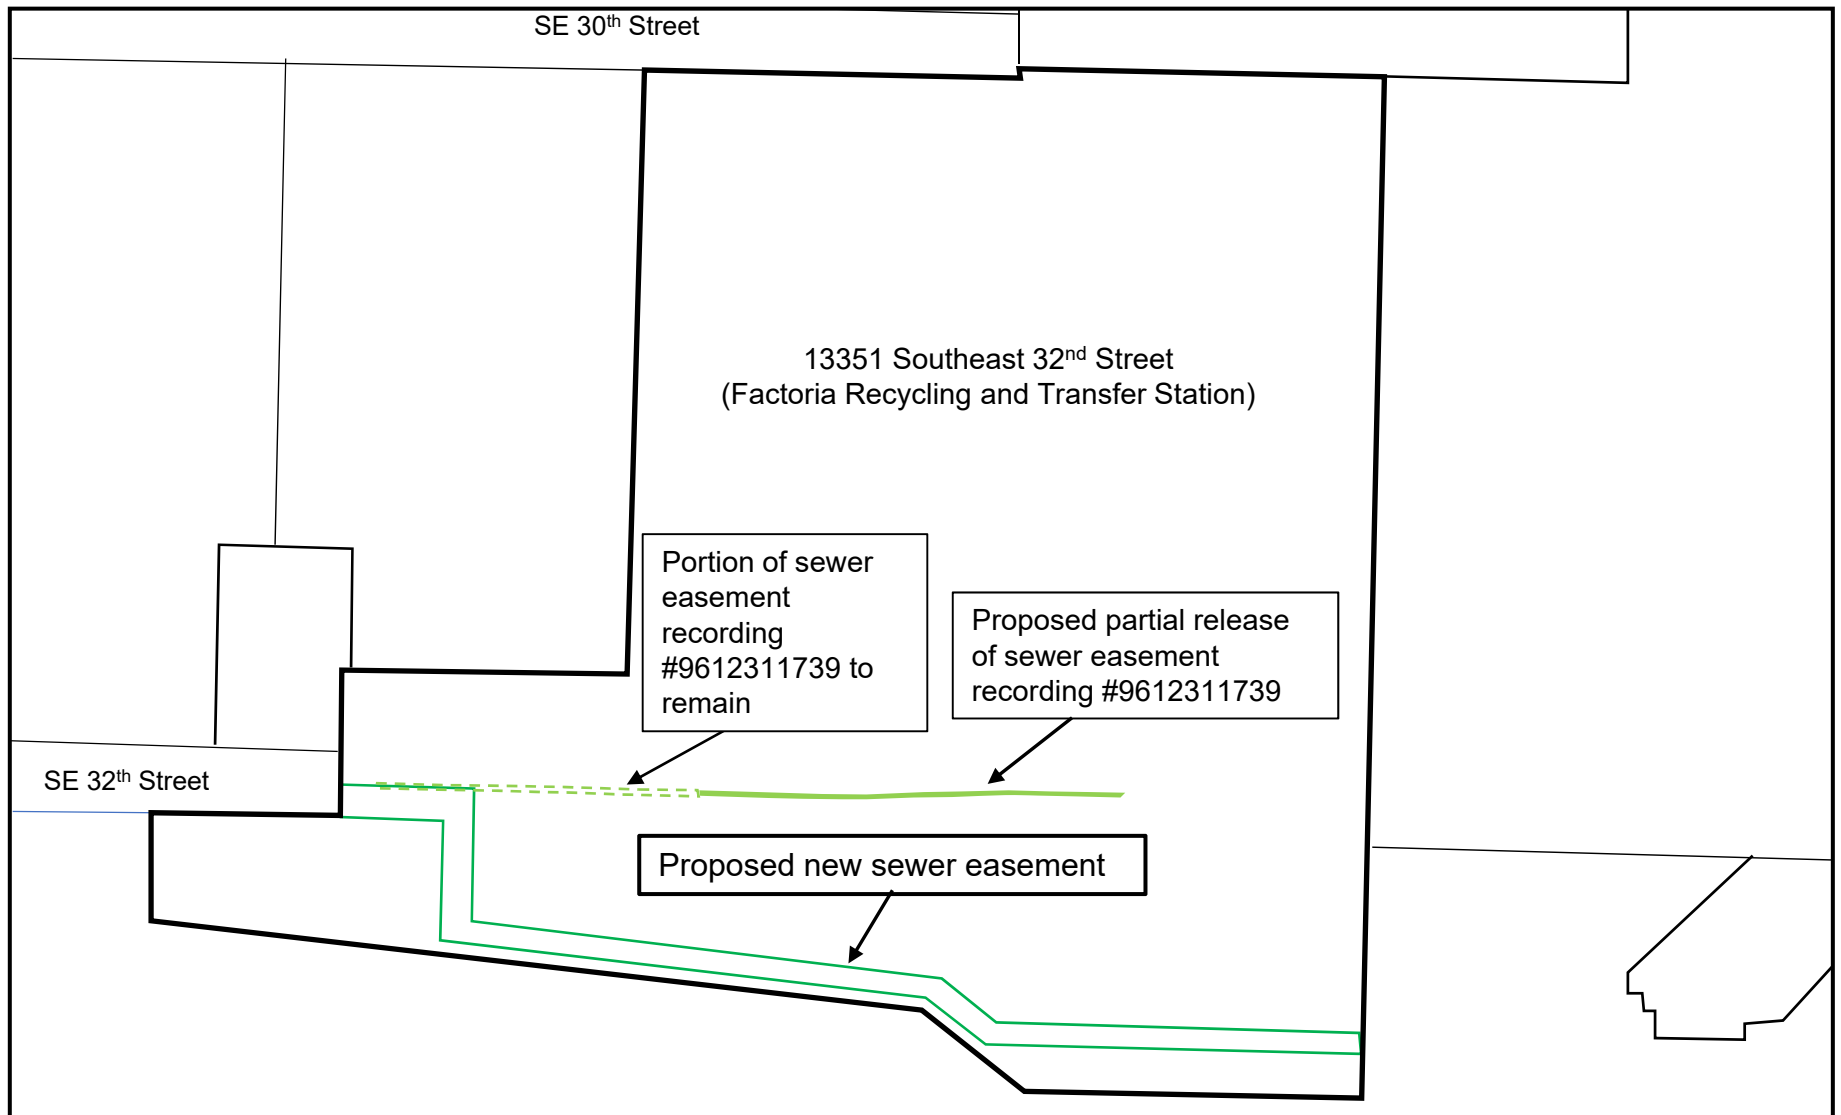 SE 30th Street
13351 Southeast 32nd Street
(Factoria Recycling and Transfer Station)
Portion of sewer
easement
recording
#9612311739 to
remain
Proposed partial release
of sewer easement
recording #9612311739
SE 32th Street
Proposed new sewer easement